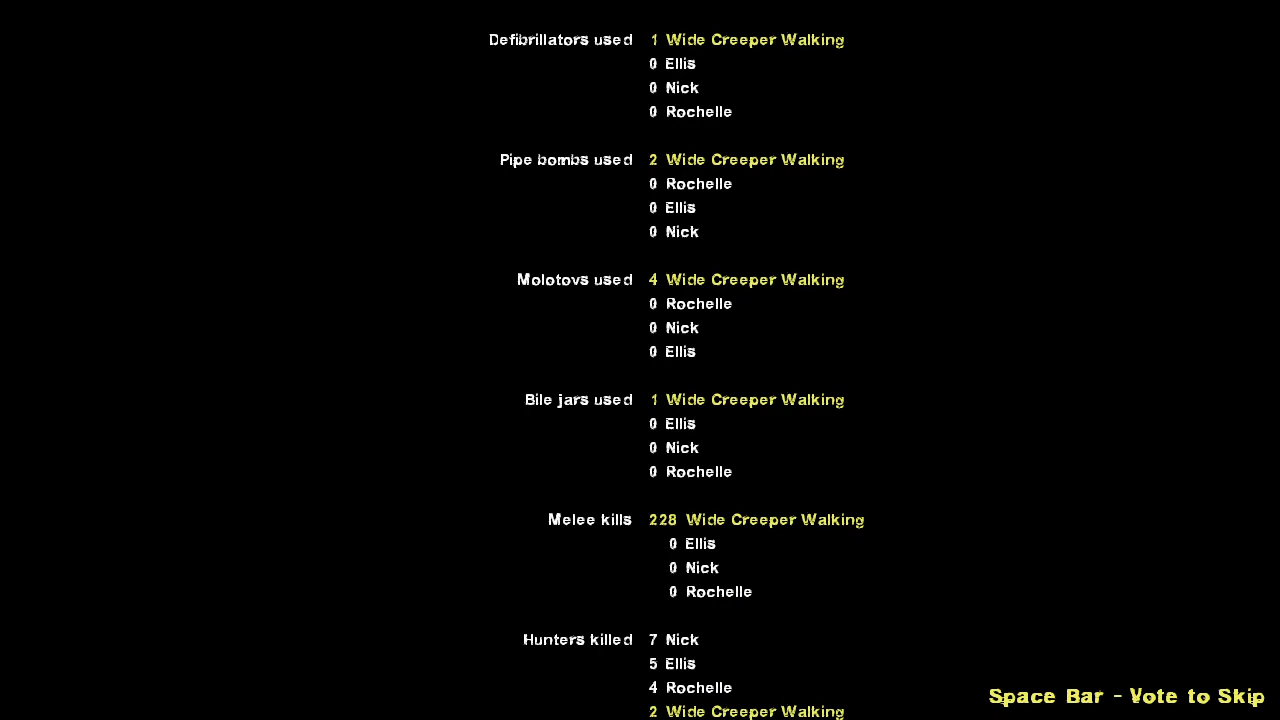 Defibrillators used 1 Wide Creeper Walking
0 Ellis
0 Nick
0 Rochelle
Pipe bombs used 2 Wide Creeper Walking
0 Rochelle
0 Ellis
0 Nick
Molotovs used 4 Wide Creeper Walking
0 Rochelle
0 Nick
0 Ellis
Bile jars used 1 Wide Creeper Walking
0 Ellis
0 Nick
0 Rochelle
Melee kills 228 Wide Creeper Walking
0 Ellis
0 Nick
0 Rochelle
Hunters killed 7 Nick
5 Ellis
4 Rochelle
2 Wide Creeper Walking
Space Bar - Vote to Skip